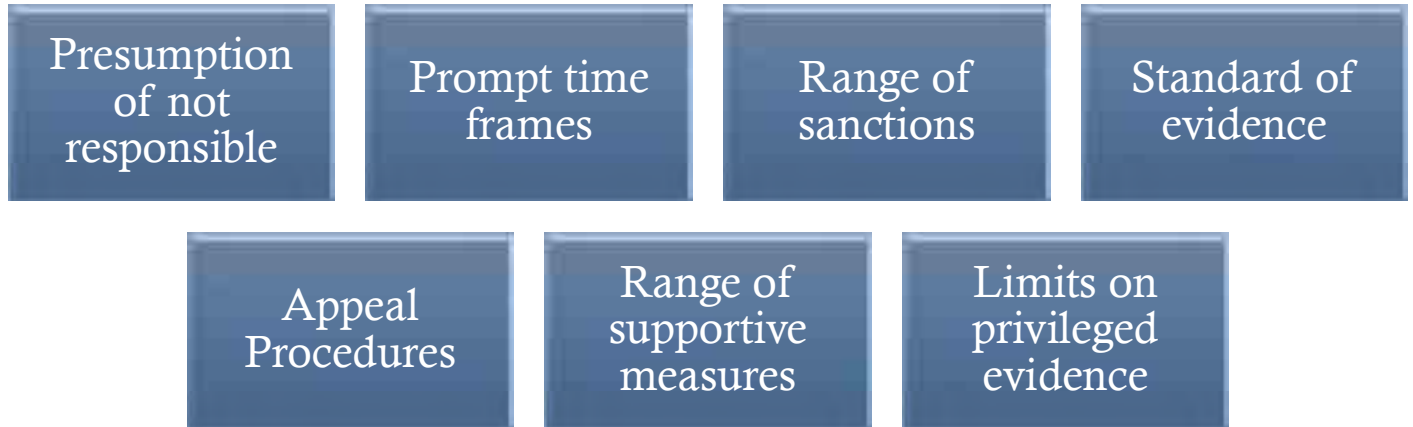 Presumption
of not
responsible
Prompt time
frames
Range of
sanctions
Standard of
evidence
Appeal
Procedures
Range of
supportive
measures
Limits on
privileged
evidence